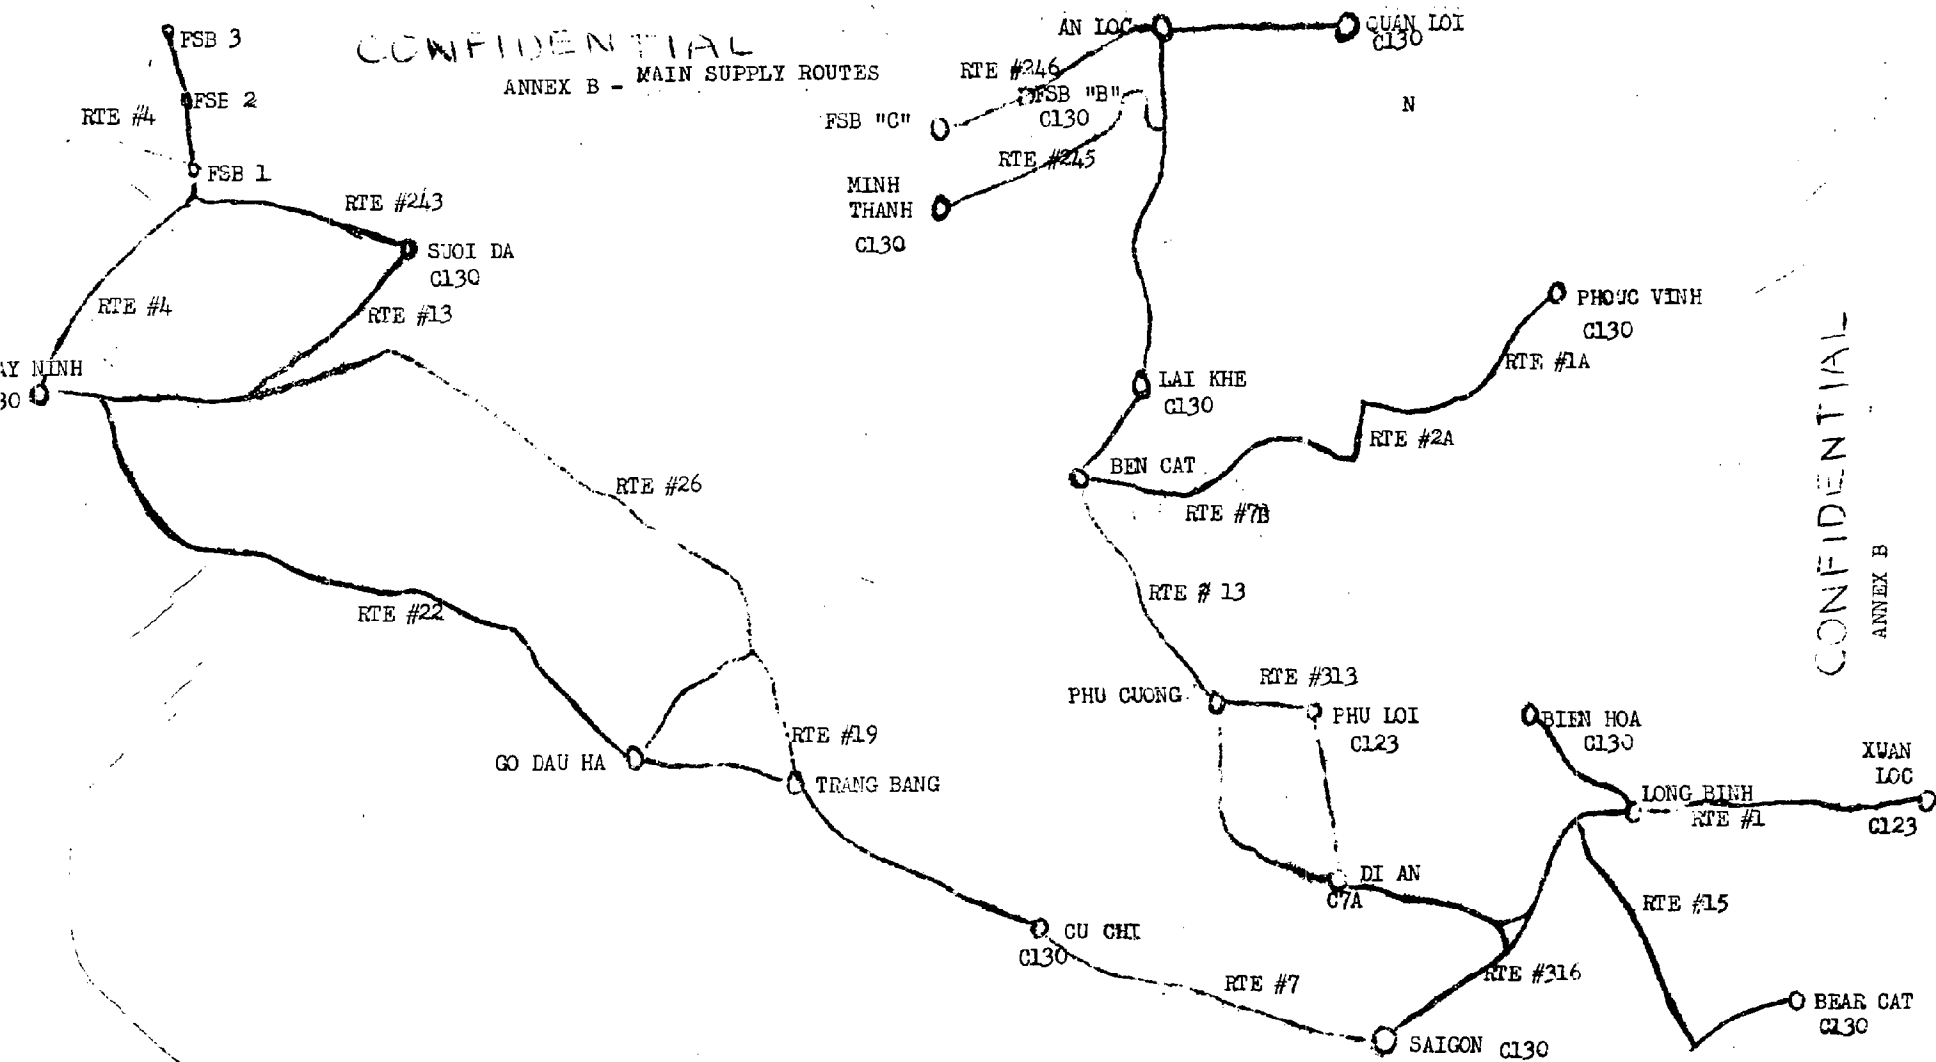 CONFIDENTIAL
ANNEX B - MAIN SUPPLY ROUTES
FSB 3
FSE 2
RTE #4
FSB 1
RTE #243
SUOI DA
C130
RTE #4
RTE #13
AY NINH
30
RTE #26
RTE #22
GO DAU HA
RTE #19
TRANG BANG
CU CHI
C130
RTE #7
SAIGON C130
AN LOC
QUAN LOI
C130
RTE #246
FSB "B"
C130
FSB "C"
RTE #245
MINH
THANH
C130
N
PHOUC VINH
C130
RTE #1A
LAI KHE
C130
RTE #2A
BEN CAT
RTE #7B
RTE # 13
RTE #313
PHU CUONG
PHU LOI
C123
BIEN HOA
C130
XUAN
LOC
C123
LONG BINH
RTE #1
DI AN
C7A
RTE #15
RTE #316
BEAR CAT
C130
CONFIDENTIAL
ANNEX B